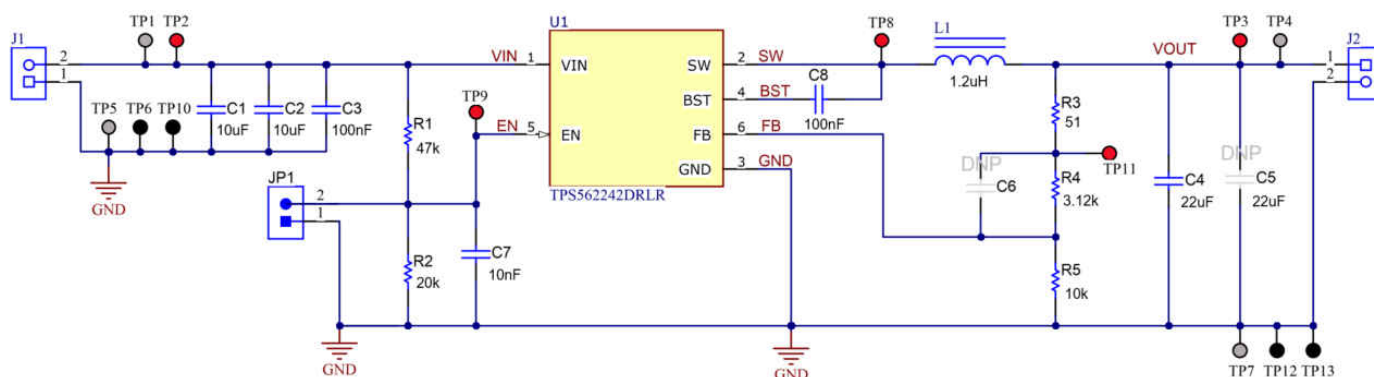 J1
2
1
TP1
TP2
TP5
TP6
TP10
GND
C1
10uF
C2
10uF
C3
100nF
JP1
2
1
GND
R1
47k
R2
20k
TP9
EN
VIN
C7
10nF
U1
1
VIN
5
EN
SW
2
BST
4
FB
6
GND
3
TPS562242DRLR
SW
BST
FB
GND
GND
C8
100nF
TP8
L1
1.2uH
R3
51
TP11
DNP
C6
R4
3.12k
R5
10k
VOUT
TP3
TP4
C4
22uF
DNP
C5
22uF
J2
1
2
TP7
TP12
TP13